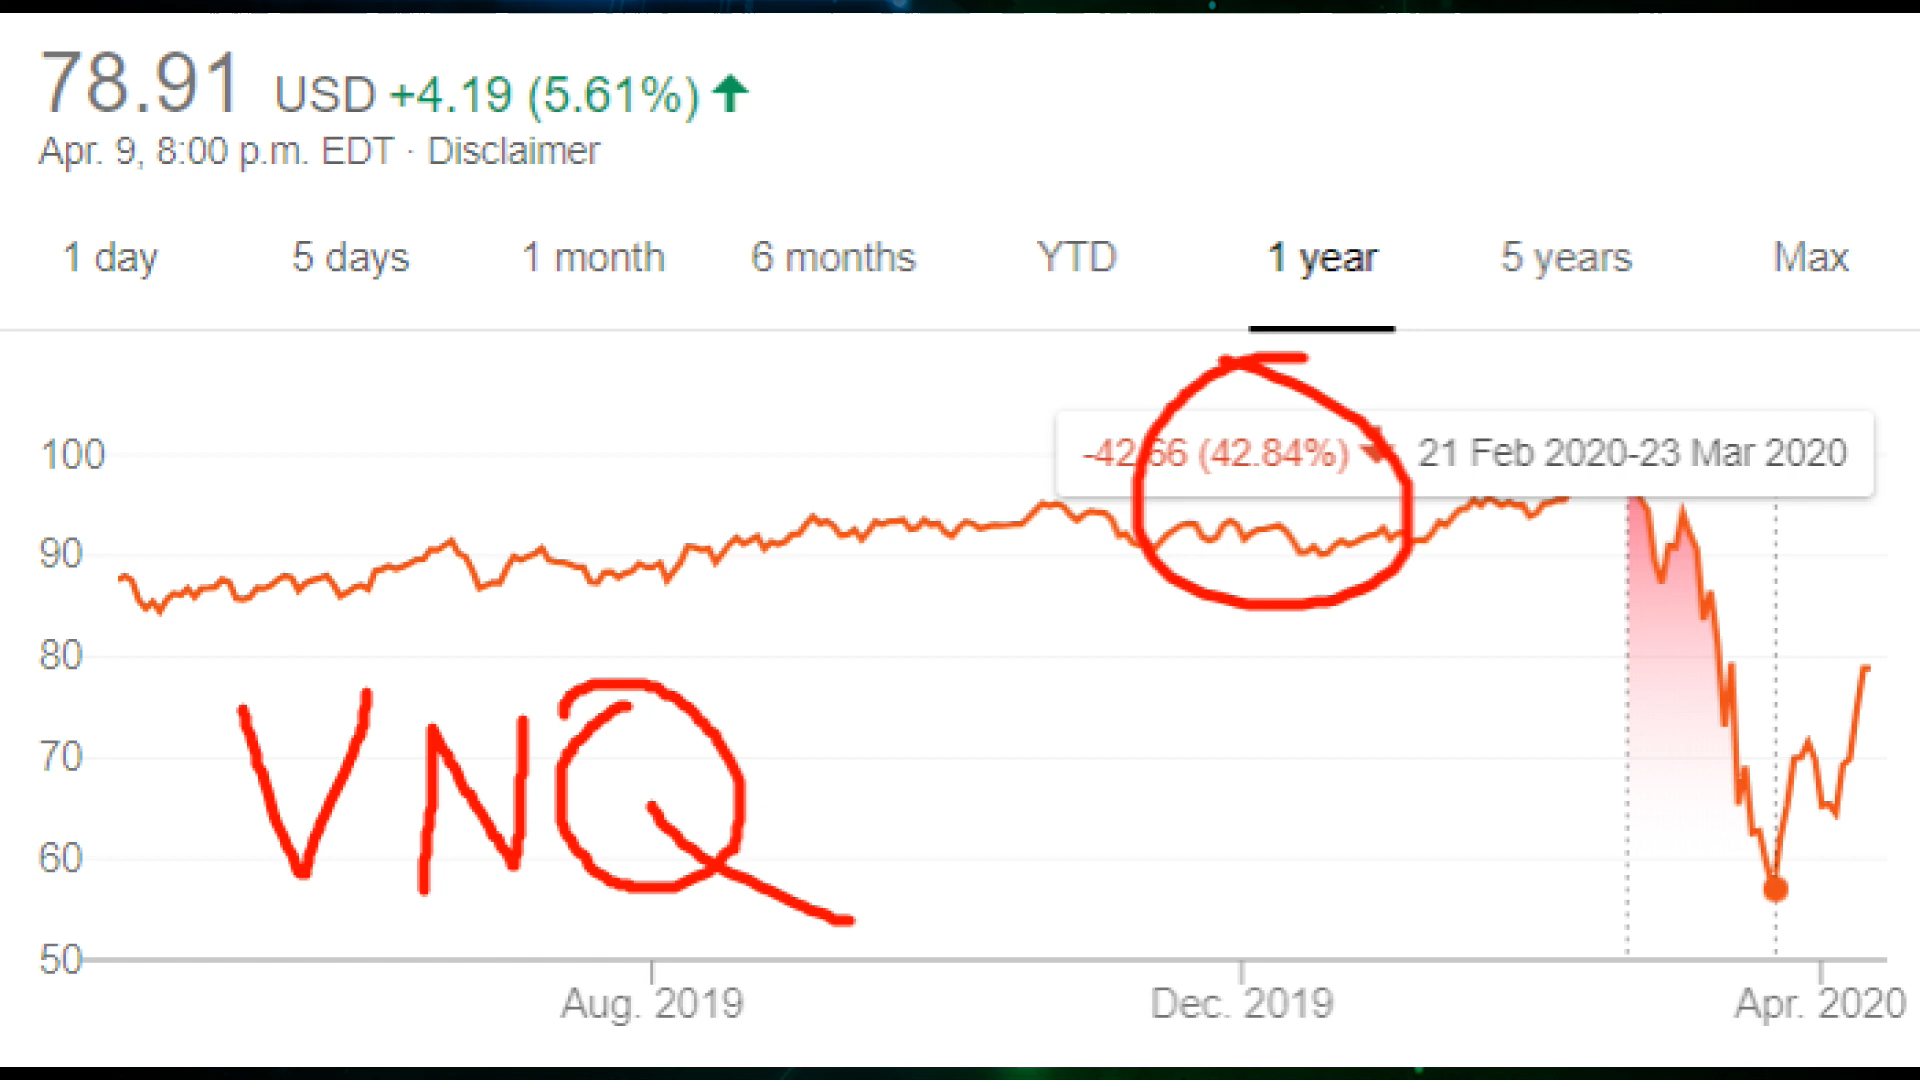 78.91 USD +4.19 (5.61%)
Apr. 9, 8:00 p.m. EDT · Disclaimer
1 day 5 days 1 month 6 months YTD 1 year 5 years Max
-42.66 (42.84%) 21 Feb 2020-23 Mar 2020
100
90
80
70
60
50
VNQ
Aug. 2019 Dec. 2019 Apr. 2020